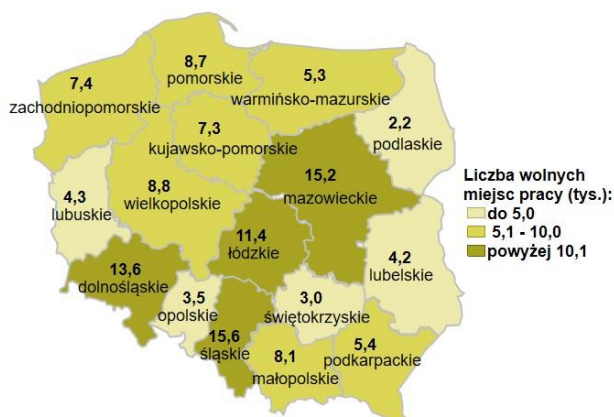 8,7
pomorskie
7,4
zachodniopomorskie
5,3
warmińsko-mazurskie
2,2
podlaskie
7,3
kujawsko-pomorskie
15,2
mazowieckie
4,3
lubuskie
8,8
wielkopolskie
11,4
łódzkie
4,2
lubelskie
13,6
dolnośląskie
3,5
opolskie
3,0
świętokrzyskie
15,6
śląskie
8,1
małopolskie
5,4
podkarpackie
Liczba wolnych
miejsc pracy (tys.):
do 5,0
5,1 - 10,0
powyżej 10,1